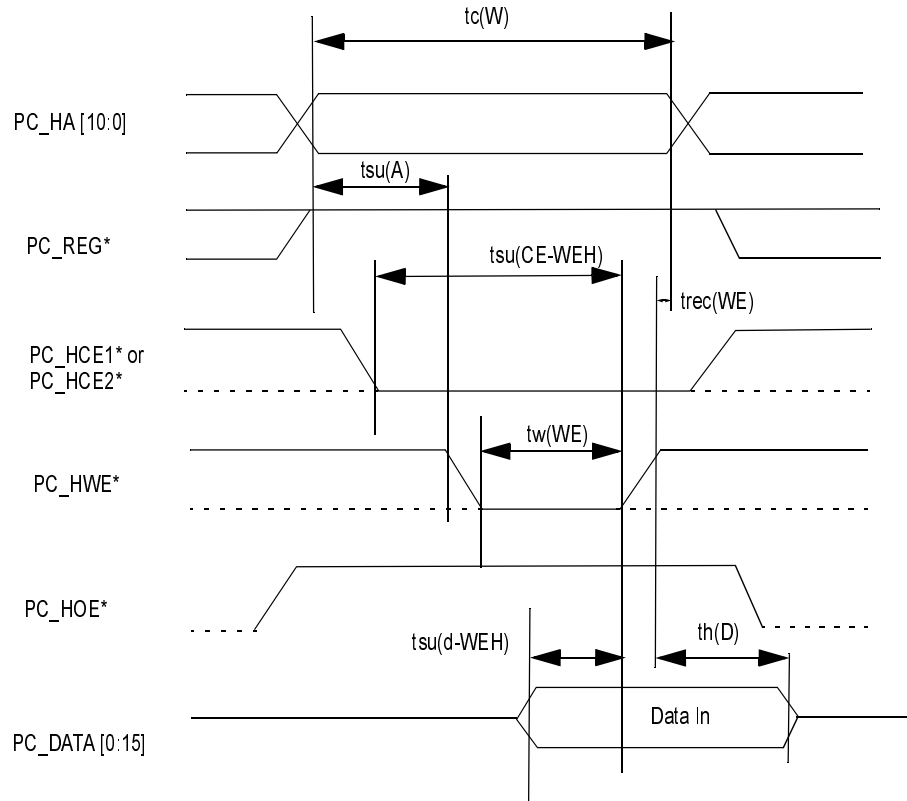 tc(W)
PC_HA [10:0]
tsu(A)
PC_REG*
tsu(CE-WEH)
trec(WE)
PC_HCE1* or
PC_HCE2*
tw(WE)
PC_HWE*
PC_HOE*
tsu(d-WEH)
th(D)
Data In
PC_DATA [0:15]